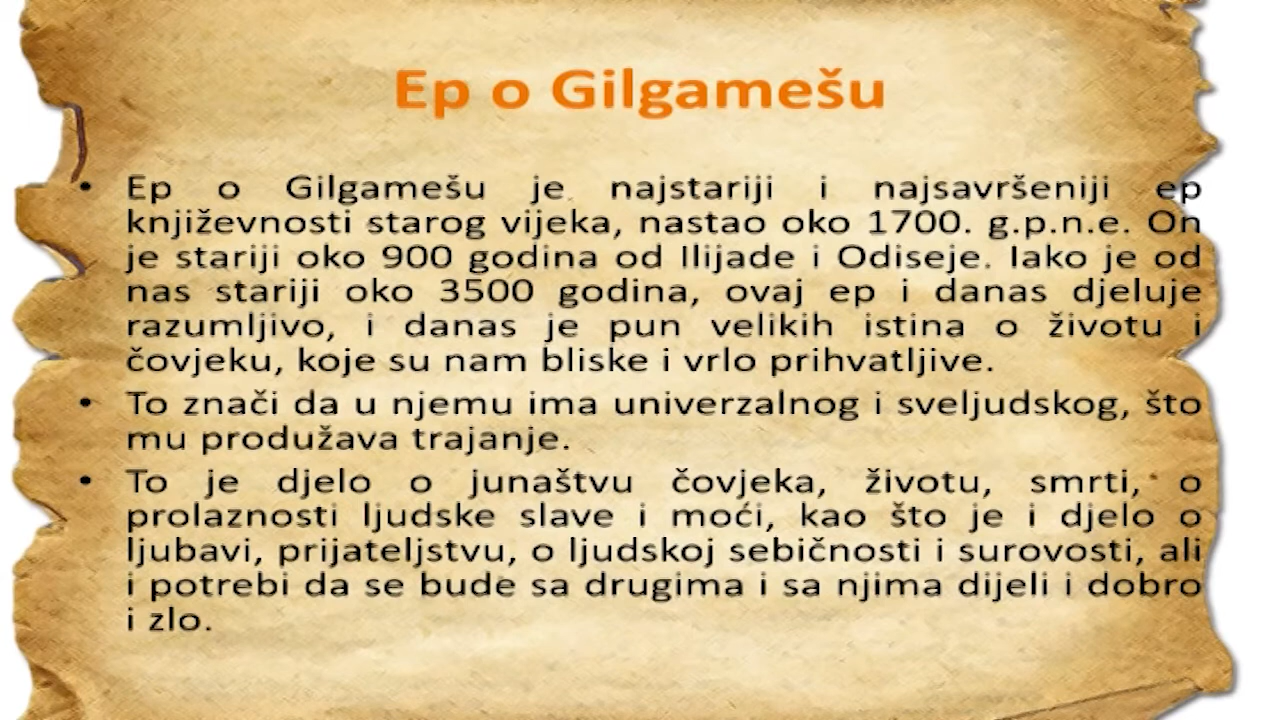 Ep o Gilgamešu
• Ep o Gilgamešu je najstariji i najsavršeniji ep
književnosti starog vijeka, nastao oko 1700. g.p.n.e. On
je stariji oko 900 godina od Ilijade i Odiseje. Iako je od
nas stariji oko 3500 godina, ovaj ep i danas djeluje
razumljivo, i danas je pun velikih istina o životu i
čovjeku, koje su nam bliske i vrlo prihvatljive.
• To znači da u njemu ima univerzalnog i sveljudskog, što
mu produžava trajanje.
• To je djelo o junaštvu čovjeka, životu, smrti, o
prolaznosti ljudske slave i moći, kao što je i djelo o
ljubavi, prijateljstvu, o ljudskoj sebičnosti i surovosti, ali
i potrebi da se bude sa drugima i sa njima dijeli i dobro
i zlo.